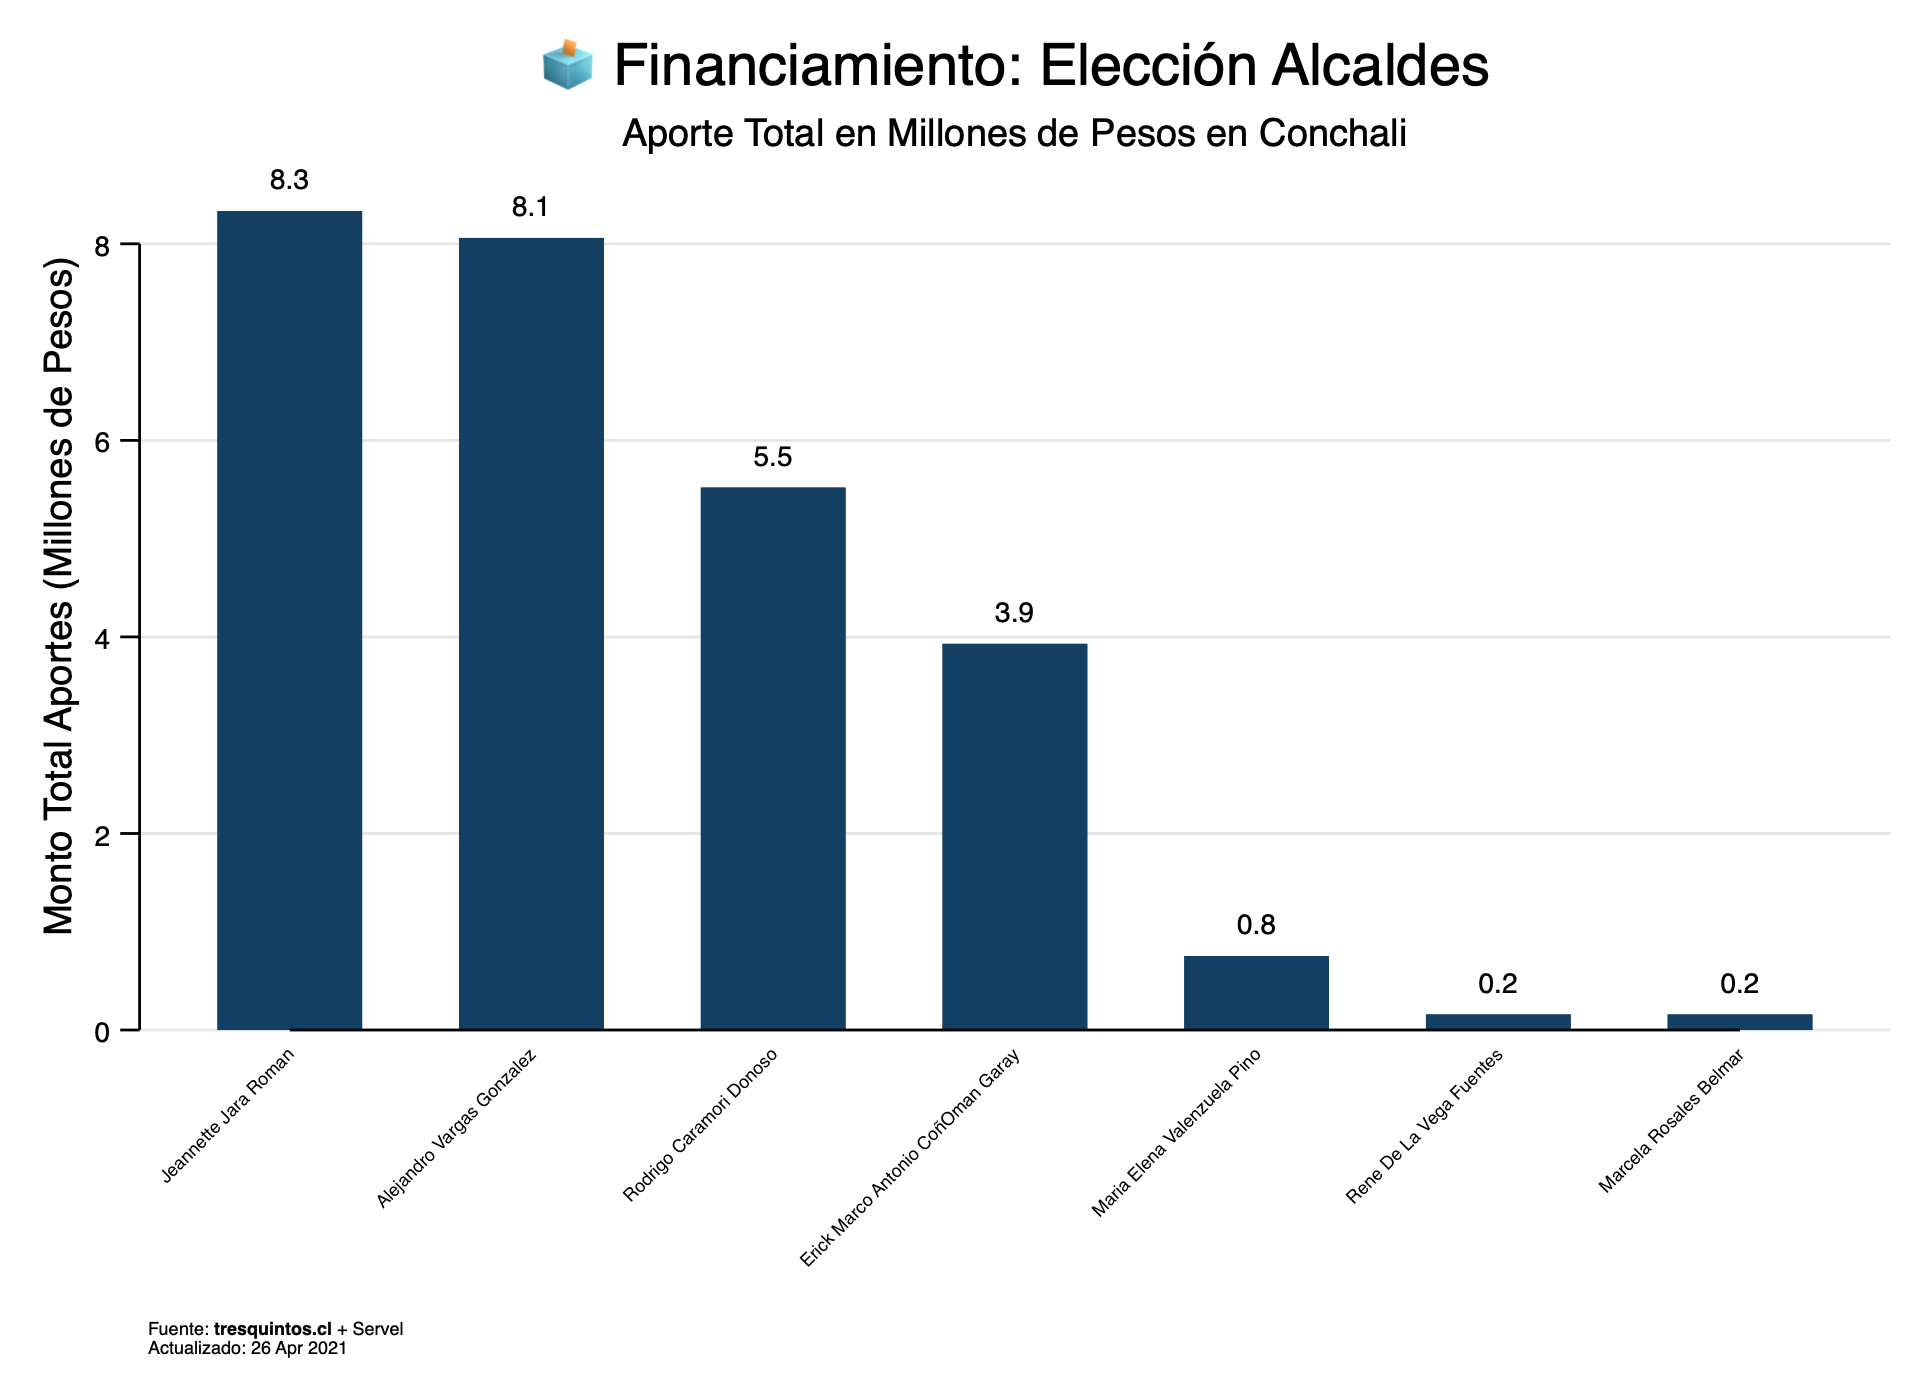 Financiamiento: Elección Alcaldes
Aporte Total en Millones de Pesos en Conchali
Monto Total Aportes (Millones de Pesos)
8
6
4
2
0
8.3
8.1
5.5
3.9
0.8
0.2
0.2
Jeannette Jara Roman
Alejandro Vargas Gonzalez
Rodrigo Caramori Donoso
Erick Marco Antonio CoñOman Garay
Maria Elena Valenzuela Pino
Rene De La Vega Fuentes
Marcela Rosales Belmar
Fuente: tresquintos.cl + Servel
Actualizado: 26 Apr 2021